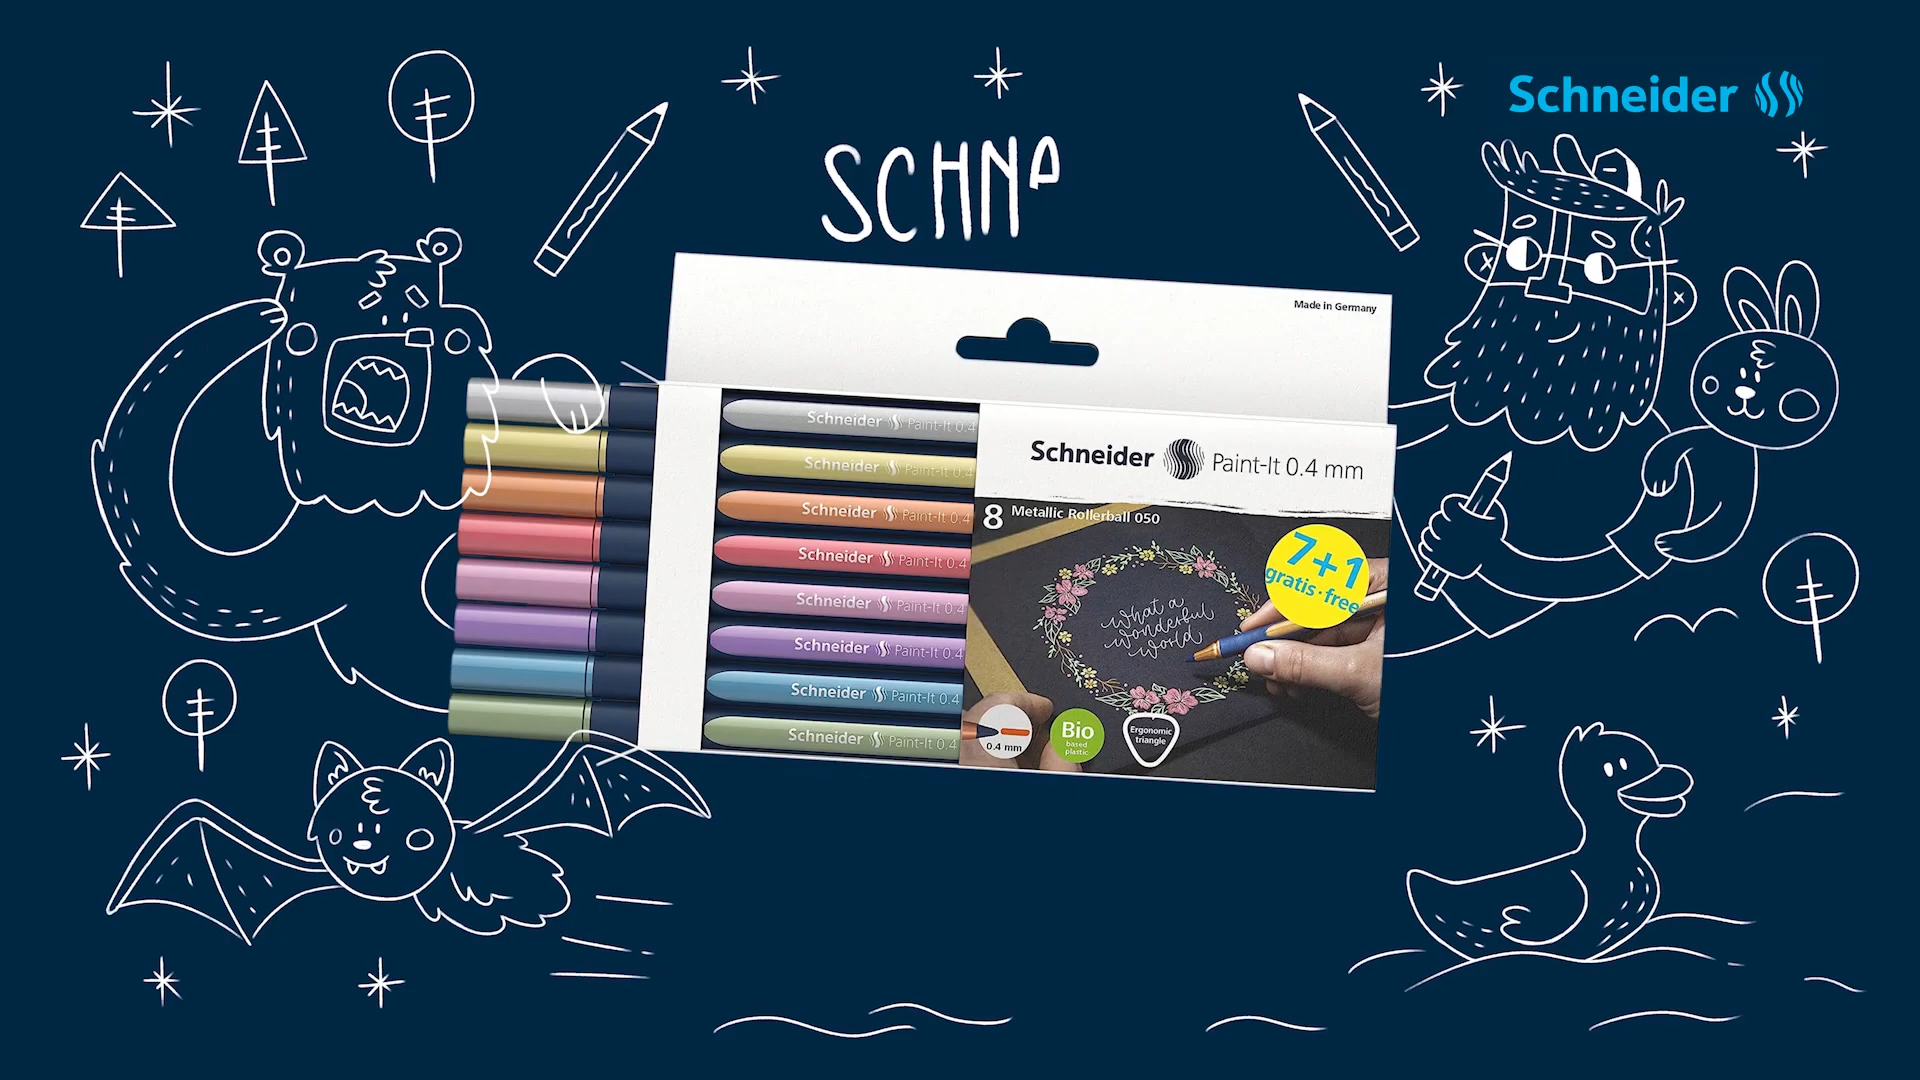 Schneider
SCHN
Made in Germany
Schneider Paint-It 0.4 mm
8 Metallic Rollerball 050
7+1
gratis·free
what a
wonderful
world
0.4 mm
Bio
based
plastic
Ergonomic
triangle
Schneider Paint-It 0.4
Schneider Paint-It 0.4
Schneider Paint-It 0.4
Schneider Paint-It 0.4
Schneider Paint-It 0.4
Schneider Paint-It 0.4
Schneider Paint-It 0.4
Schneider Paint-It 0.4